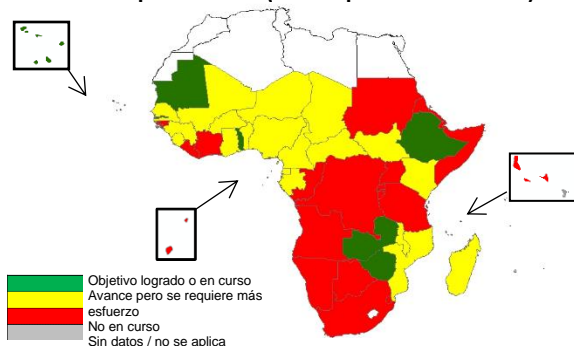 Objetivo logrado o en curso
Avance pero se requiere más
esfuerzo
No en curso
Sin datos / no se aplica